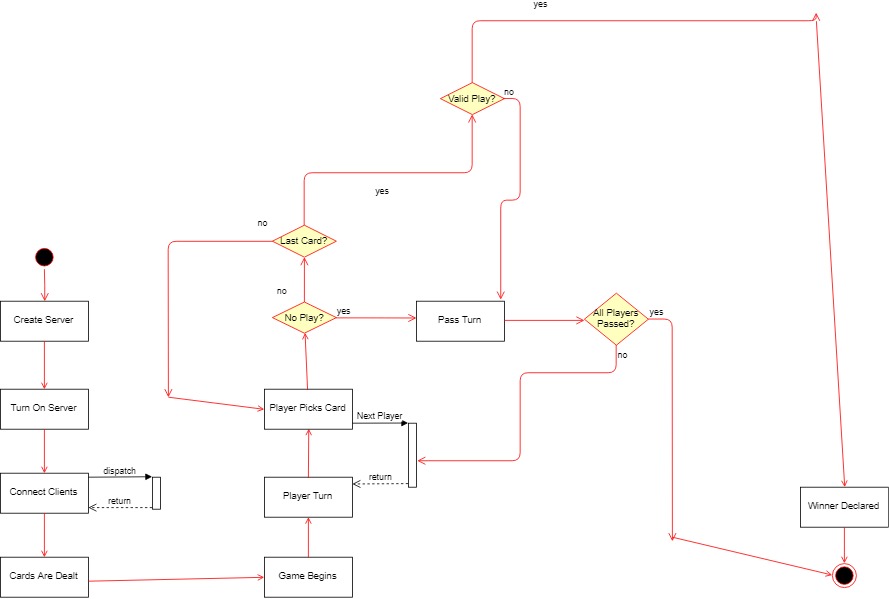 yes
Valid Play?
no
yes
no
Last Card?
no
Create Server
No Play?
yes
Pass Turn
All Players
Passed?
yes
no
Turn On Server
Player Picks Card
Next Player
Connect Clients
dispatch
return
Player Turn
return
Winner Declared
Cards Are Dealt
Game Begins